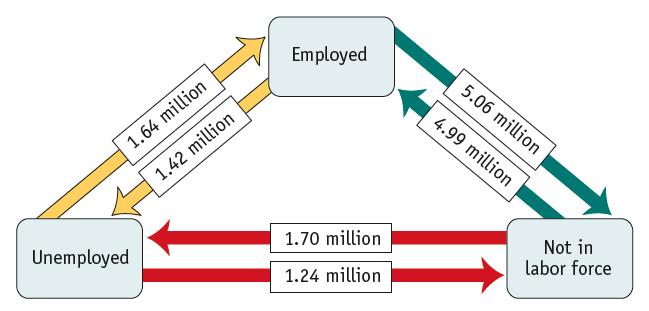 Employed
1.64 million
1.42 million
5.06 million
4.99 million
Unemployed
1.70 million
1.24 million
Not in
labor force